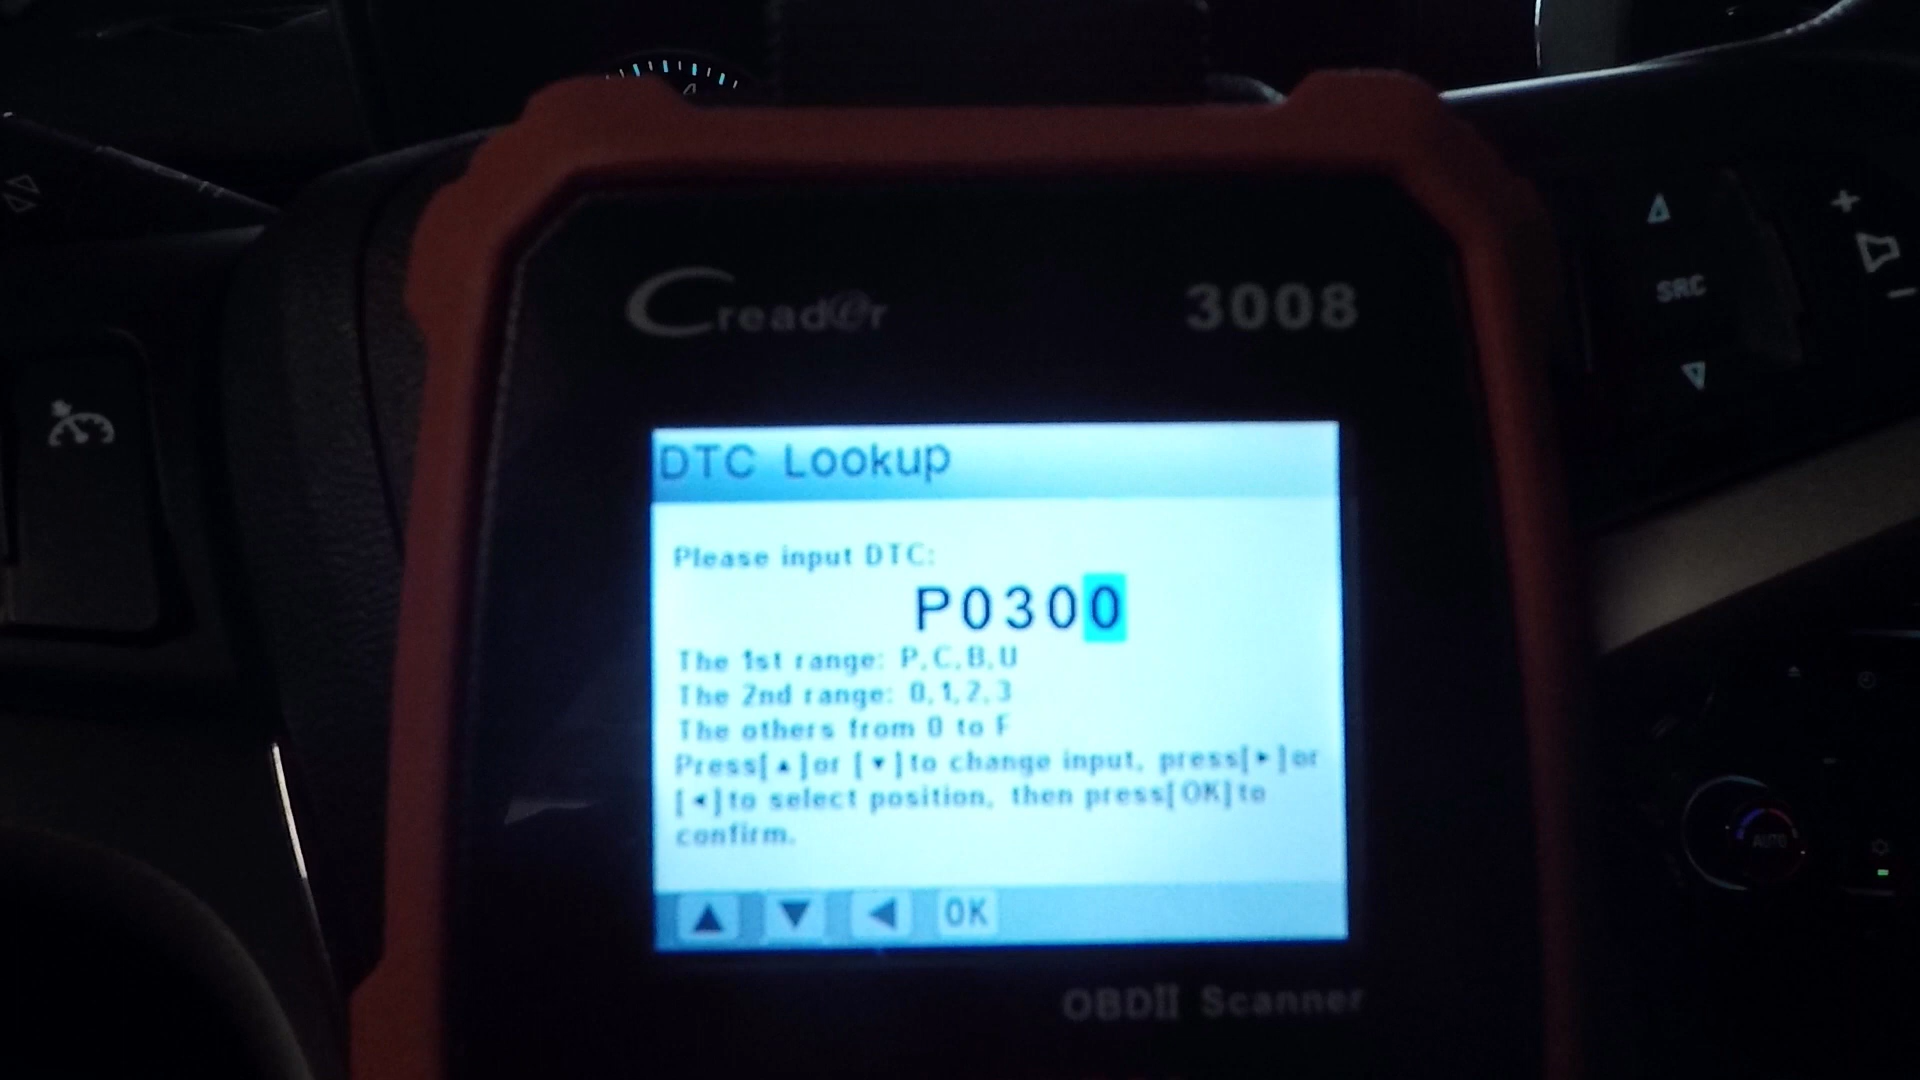 4
Creader
3008
SRC
DTC Lookup
Please input DTC:
P0300
The 1st range: P,C,B,U
The 2nd range: 0,1,2,3
The others from 0 to F
Press[▲]or [▼]to change input, press[►]or
[◄]to select position, then press[OK]to
confirm.
▲ ▼ ◄ OK
OBDII Scanner
AUTO